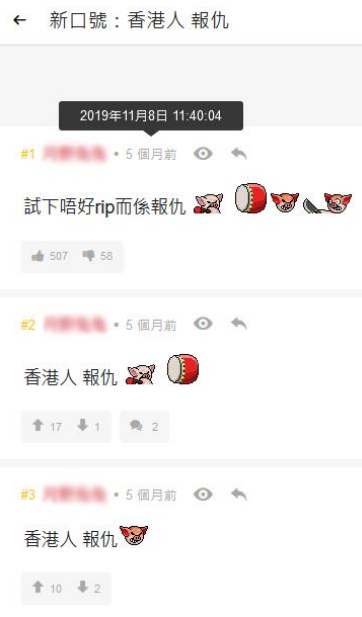 新口號：香港人 報仇
2019年11月8日 11:40:04
#1 • 5 個月前
試下唔好rip而係報仇
507 58
#2 • 5 個月前
香港人 報仇
17 1 2
#3 • 5 個月前
香港人 報仇
10 2